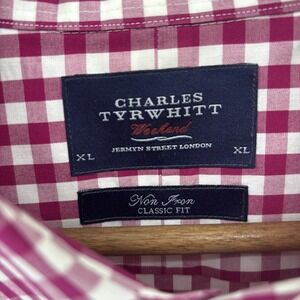 CHARLES
TYRWHITT
Weekend
JERMYN STREET LONDON
XL XL
Non Iron
CLASSIC FIT